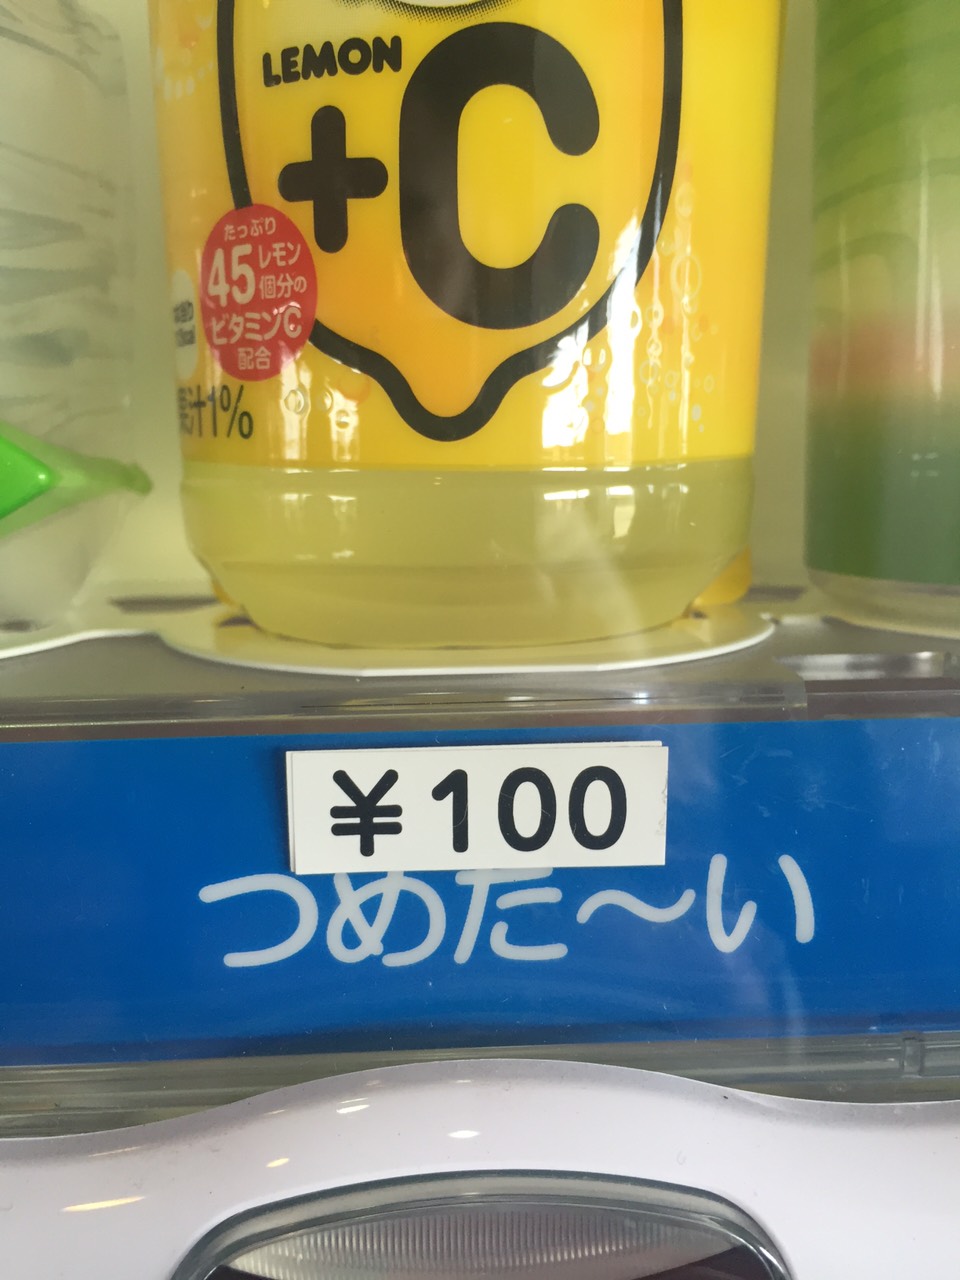 LEMON
+C
たっぷり
45レモン
個分の
ビタミンC
配合
果汁1%
¥100
つめた〜い